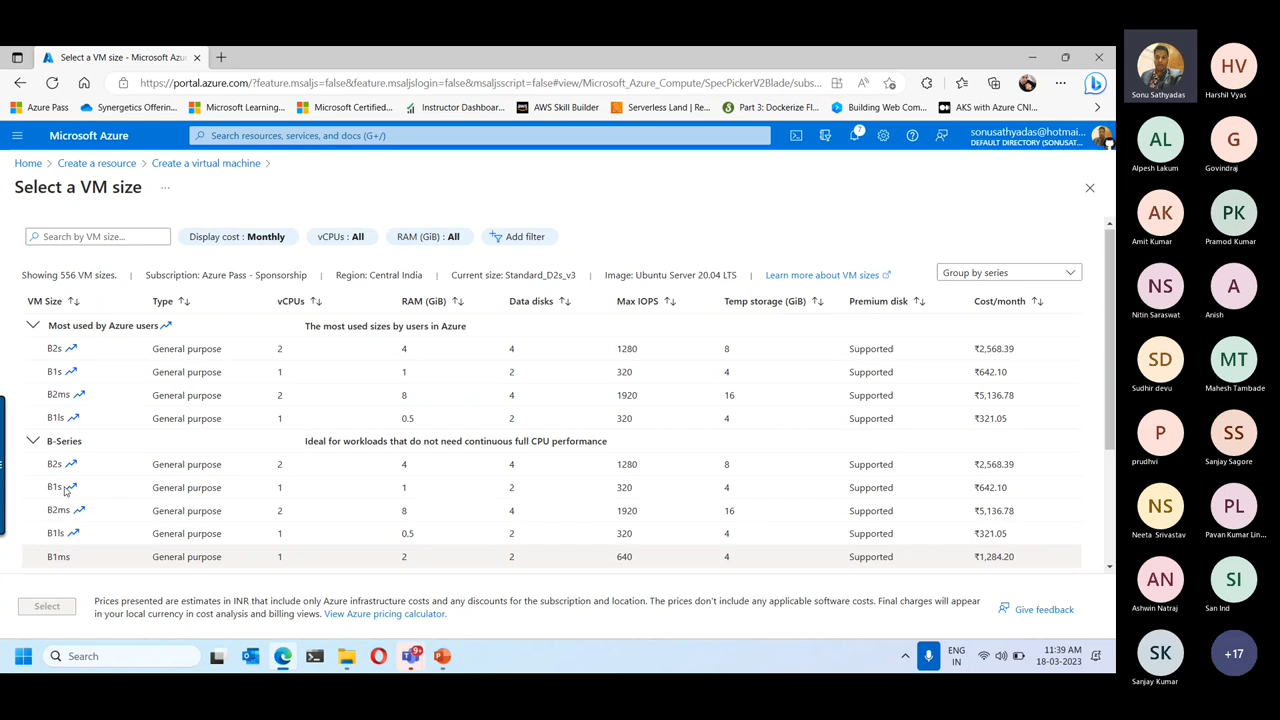 Select a VM size - Microsoft Azu
https://portal.azure.com/?feature.msaljs=false&feature.msaljslogin=false&msaljsscript=false#view/Microsoft_Azure_Compute/SpecPickerV2Blade/subs...
Azure Pass
Synergetics Offering...
Microsoft Learning...
Microsoft Certified...
Instructor Dashboar...
AWS Skill Builder
Serverless Land | Re...
Part 3: Dockerize Fl...
Building Web Com...
AKS with Azure CNI...
Microsoft Azure
Search resources, services, and docs (G+/)
7
sonusathyadas@hotmai...
DEFAULT DIRECTORY (SONUSAT...
Home > Create a resource > Create a virtual machine >
Select a VM size ...
Search by VM size...
Display cost : Monthly
vCPUs : All
RAM (GiB) : All
Add filter
Showing 556 VM sizes. | Subscription: Azure Pass - Sponsorship | Region: Central India | Current size: Standard_D2s_v3 | Image: Ubuntu Server 20.04 LTS | Learn more about VM sizes
Group by series
VM Size Type vCPUs RAM (GiB) Data disks Max IOPS Temp storage (GiB) Premium disk Cost/month
Most used by Azure users The most used sizes by users in Azure
B2s General purpose 2 4 4 1280 8 Supported ₹2,568.39
B1s General purpose 1 1 2 320 4 Supported ₹642.10
B2ms General purpose 2 8 4 1920 16 Supported ₹5,136.78
B1ls General purpose 1 0.5 2 320 4 Supported ₹321.05
B-Series Ideal for workloads that do not need continuous full CPU performance
B2s General purpose 2 4 4 1280 8 Supported ₹2,568.39
B1s General purpose 1 1 2 320 4 Supported ₹642.10
B2ms General purpose 2 8 4 1920 16 Supported ₹5,136.78
B1ls General purpose 1 0.5 2 320 4 Supported ₹321.05
B1ms General purpose 1 2 2 640 4 Supported ₹1,284.20
Select
Prices presented are estimates in INR that include only Azure infrastructure costs and any discounts for the subscription and location. The prices don't include any applicable software costs. Final charges will appear
in your local currency in cost analysis and billing views. View Azure pricing calculator.
Give feedback
Search
9+
ENG
IN
11:39 AM
18-03-2023
Sonu Sathyadas
HV
Harshil Vyas
AL
Alpesh Lakum
G
Govindraj
AK
Amit Kumar
PK
Pramod Kumar
NS
Nitin Saraswat
A
Anish
SD
Sudhir devu
MT
Mahesh Tambade
P
prudhvi
SS
Sanjay Sagore
NS
Neeta Srivastav
PL
Pavan Kumar Lin...
AN
Ashwin Natraj
SI
San Ind
SK
Sanjay Kumar
+17